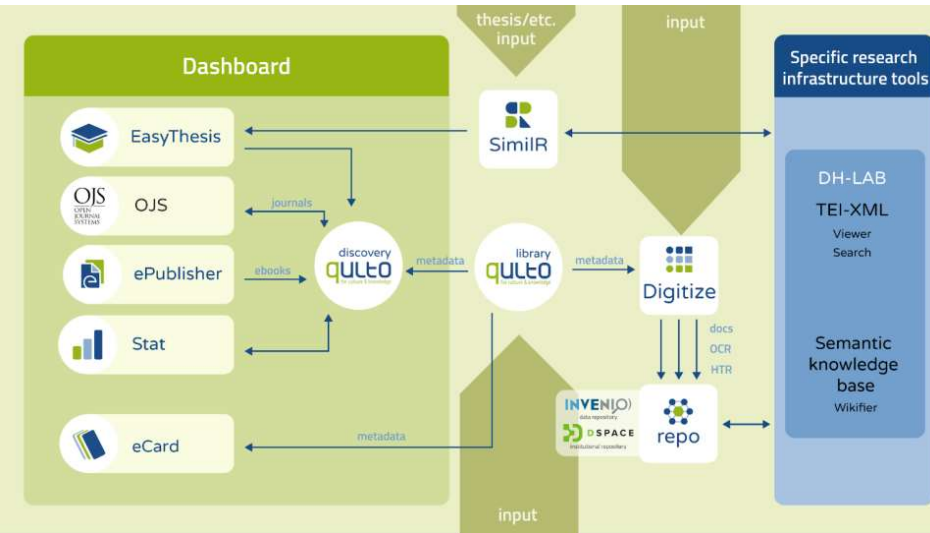 thesis/etc.
input
input
Dashboard
Specific research
infrastructure tools
EasyThesis
SimilR
OJS
OPEN
JOURNAL
SYSTEMS
OJS
journals
DH-LAB
TEI-XML
Viewer
Search
discovery
qulto
for culture & knowledge
metadata
library
qulto
for culture & knowledge
metadata
Digitize
ePublisher
ebooks
Stat
docs
OCR
HTR
Semantic
knowledge
base
Wikifier
INVENIO
data repository
DSPACE
institutional repository
repo
eCard
metadata
input